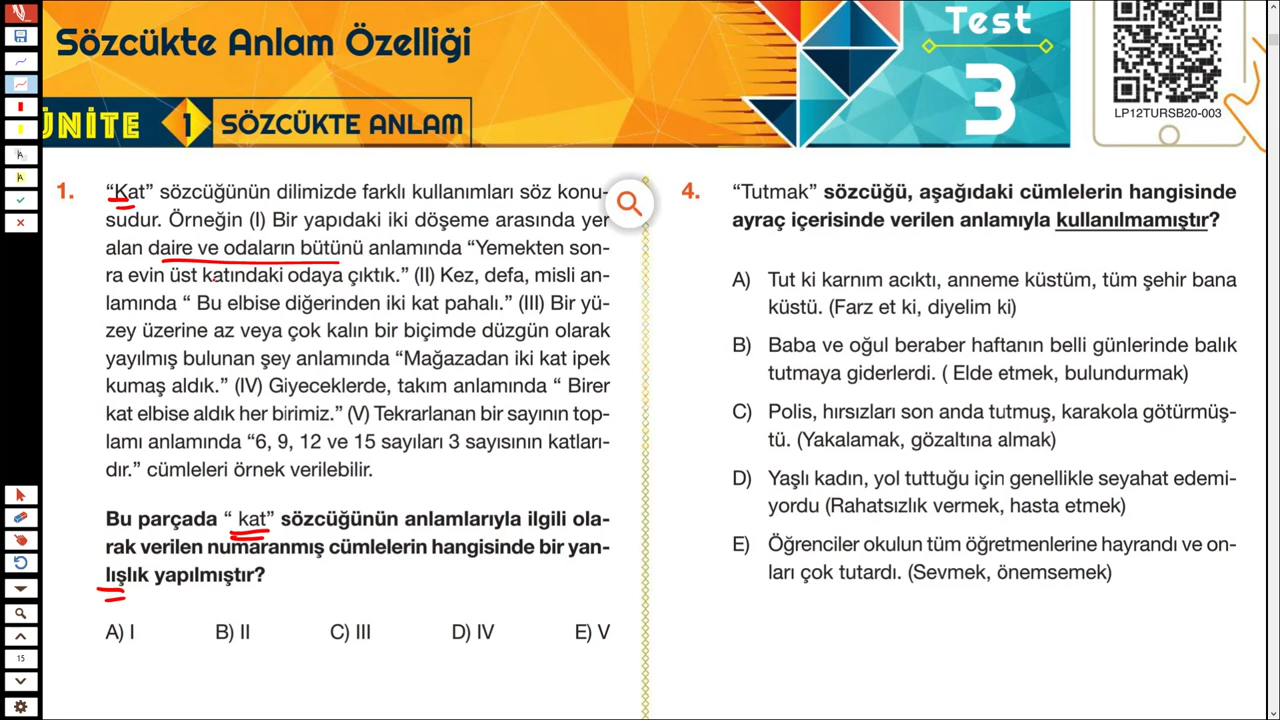 Sözcükte Anlam Özelliği
Test
3
LP12TURSB20-003
ÜNİTE 1 SÖZCÜKTE ANLAM
1. “Kat” sözcüğünün dilimizde farklı kullanımları söz konu-
sudur. Örneğin (I) Bir yapıdaki iki döşeme arasında yer
alan daire ve odaların bütünü anlamında “Yemekten son-
ra evin üst katındaki odaya çıktık.” (II) Kez, defa, misli an-
lamında “ Bu elbise diğerinden iki kat pahalı.” (III) Bir yü-
zey üzerine az veya çok kalın bir biçimde düzgün olarak
yayılmış bulunan şey anlamında “Mağazadan iki kat ipek
kumaş aldık.” (IV) Giyeceklerde, takım anlamında “ Birer
kat elbise aldık her birimiz.” (V) Tekrarlanan bir sayının top-
lamı anlamında “6, 9, 12 ve 15 sayıları 3 sayısının katları-
dır.” cümleleri örnek verilebilir.
Bu parçada “ kat” sözcüğünün anlamlarıyla ilgili ola-
rak verilen numaranmış cümlelerin hangisinde bir yan-
lışlık yapılmıştır?
A) I B) II C) III D) IV E) V
4. “Tutmak” sözcüğü, aşağıdaki cümlelerin hangisinde
ayraç içerisinde verilen anlamıyla kullanılmamıştır?
A) Tut ki karnım acıktı, anneme küstüm, tüm şehir bana
küstü. (Farz et ki, diyelim ki)
B) Baba ve oğul beraber haftanın belli günlerinde balık
tutmaya giderlerdi. ( Elde etmek, bulundurmak)
C) Polis, hırsızları son anda tutmuş, karakola götürmüş-
tü. (Yakalamak, gözaltına almak)
D) Yaşlı kadın, yol tuttuğu için genellikle seyahat edemi-
yordu (Rahatsızlık vermek, hasta etmek)
E) Öğrenciler okulun tüm öğretmenlerine hayrandı ve on-
ları çok tutardı. (Sevmek, önemsemek)
15